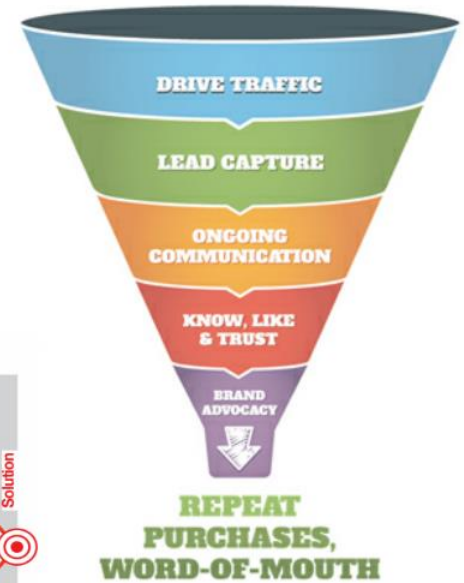 DRIVE TRAFFIC
LEAD CAPTURE
ONGOING
COMMUNICATION
KNOW, LIKE
& TRUST
BRAND
ADVOCACY
REPEAT
PURCHASES,
WORD-OF-MOUTH
Solution